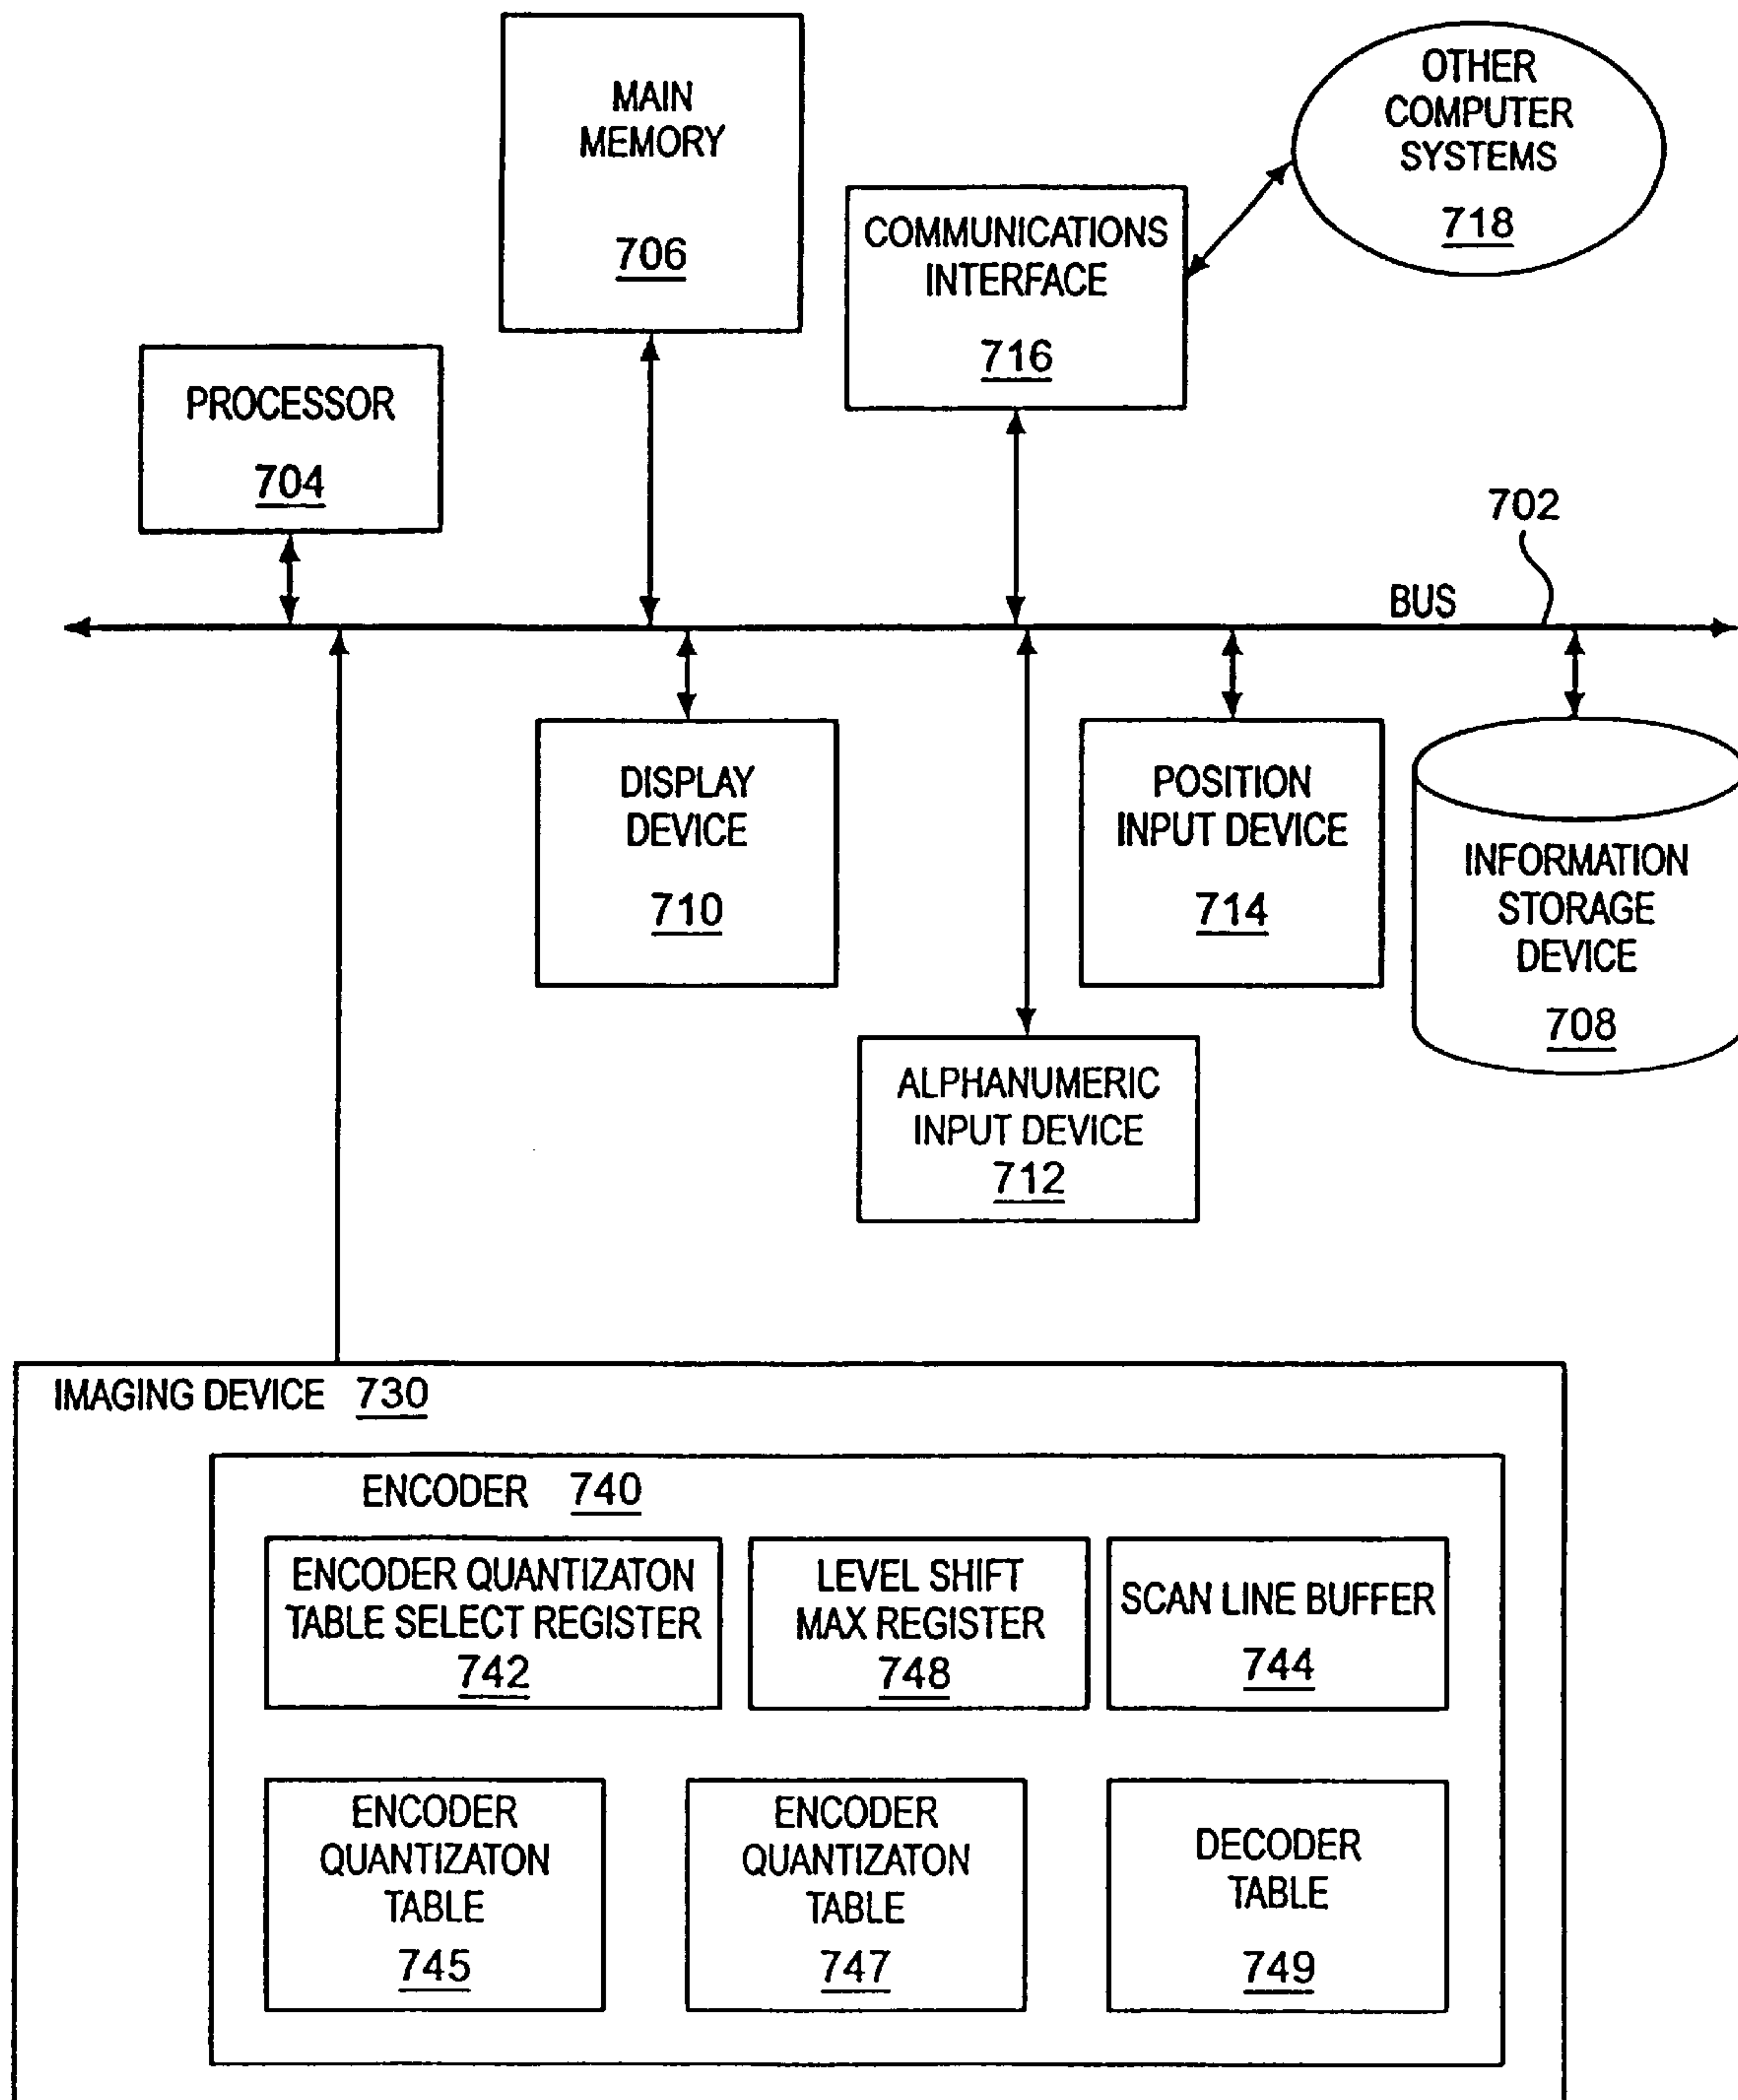 MAIN
MEMORY
706
OTHER
COMPUTER
SYSTEMS
718
COMMUNICATIONS
INTERFACE
716
PROCESSOR
704
702
BUS
DISPLAY
DEVICE
710
POSITION
INPUT DEVICE
714
INFORMATION
STORAGE
DEVICE
708
ALPHANUMERIC
INPUT DEVICE
712
IMAGING DEVICE 730
ENCODER 740
ENCODER QUANTIZATON
TABLE SELECT REGISTER
742
LEVEL SHIFT
MAX REGISTER
748
SCAN LINE BUFFER
744
ENCODER
QUANTIZATON
TABLE
745
ENCODER
QUANTIZATON
TABLE
747
DECODER
TABLE
749